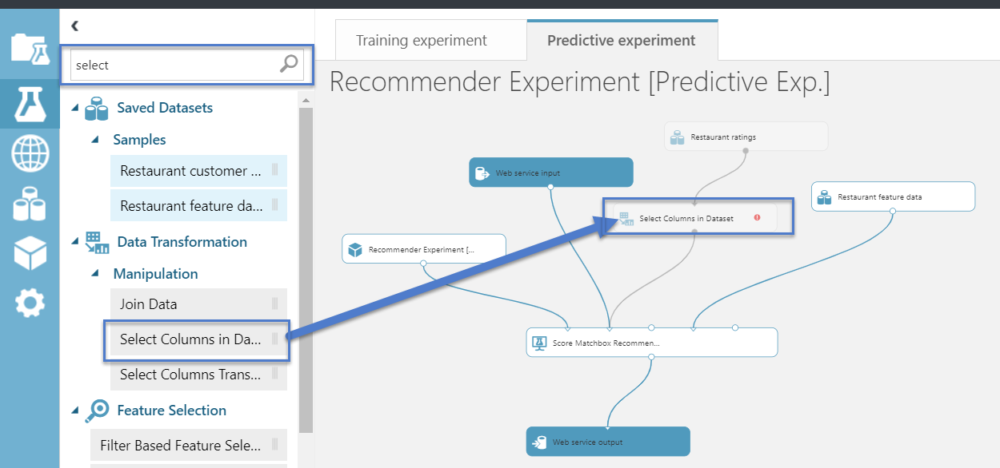 select
Saved Datasets
Samples
Restaurant customer ...
Restaurant feature da...
Data Transformation
Manipulation
Join Data
Select Columns in Da...
Select Columns Trans...
Feature Selection
Filter Based Feature Sele...
Training experiment
Predictive experiment
Recommender Experiment [Predictive Exp.]
Restaurant ratings
Web service input
Restaurant feature data
Select Columns in Dataset
Recommender Experiment [...
Score Matchbox Recommen...
Web service output